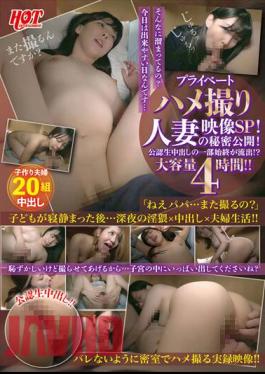 HOT
また撮るんですか?
そんなに溜まってるの?
今日は出来やすい日なんです…
プライベート
ハメ撮り
人妻映像SP!
の秘密公開!
公認生中出しの一部始終が流出!?
大容量4時間!!
子作り夫婦
20組
中出し
「ねえパパ…また撮るの?」
子どもが寝静まった後…深夜の淫猥×中出し×夫婦生活!!
恥ずかしいけど撮らせてあげるから…子宮の中にいっぱい出してくださいね?
公認生中出し!!
バレないように密室でハメ撮る実録映像!!